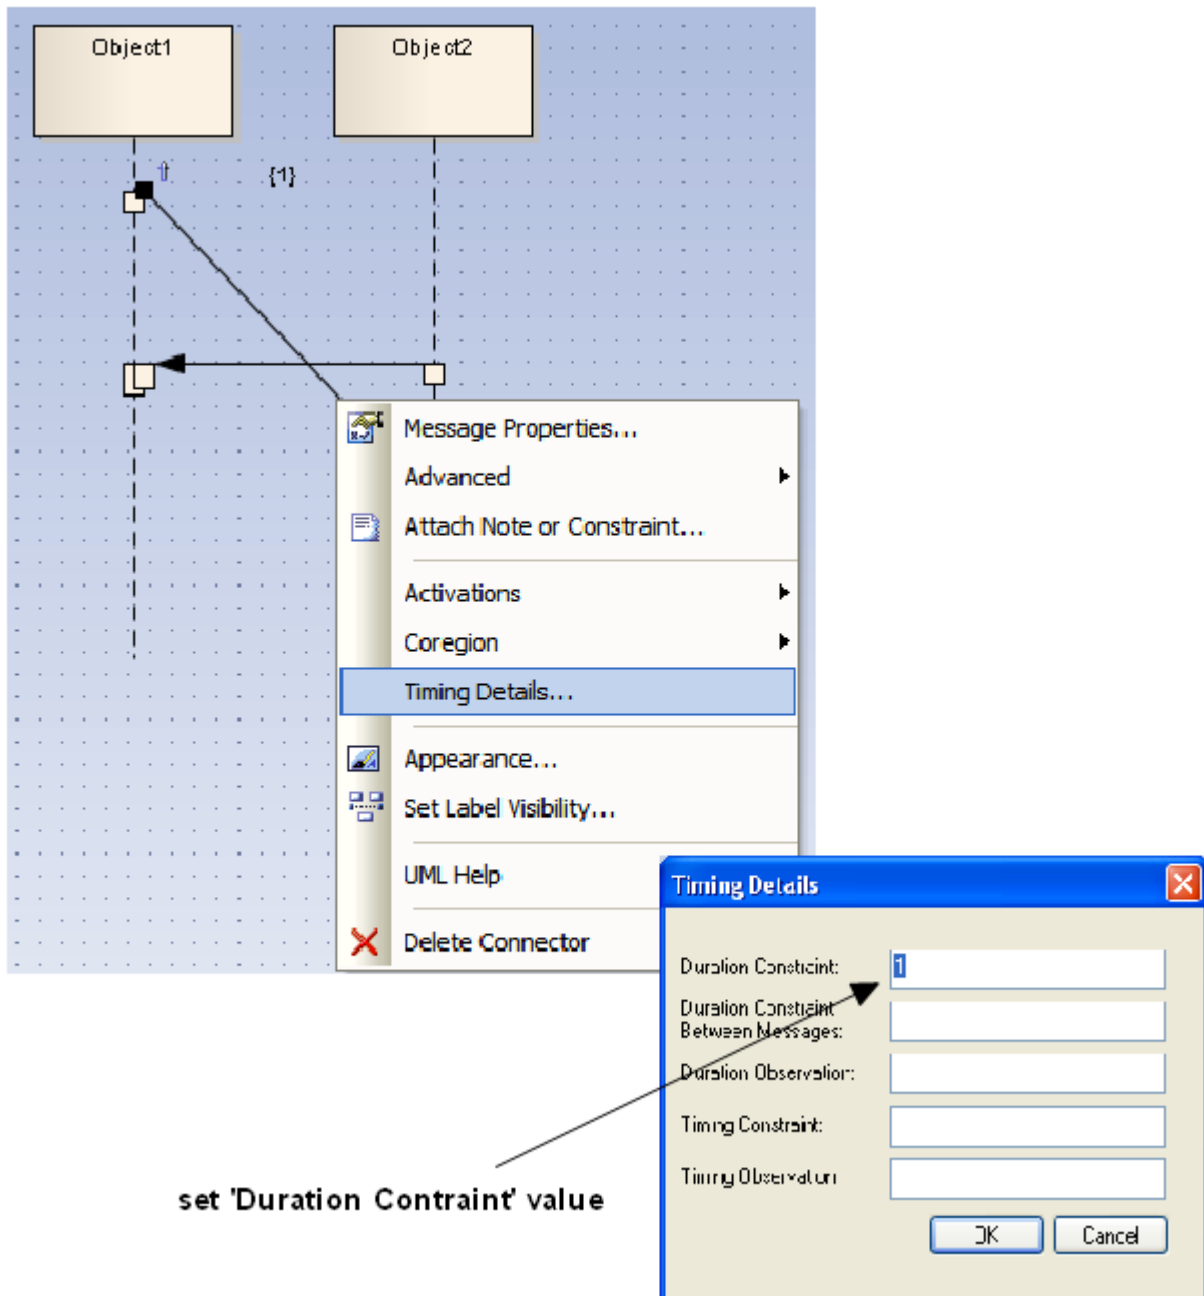 Object1
Object2
{1}
Message Properties...
Advanced
Attach Note or Constraint...
Activations
Coregion
Timing Details...
Appearance...
Set Label Visibility...
UML Help
Delete Connector
Timing Details
Duration Constraint:
1
Duration Constraint
Between Messages:
Duration Observation:
Timing Constraint:
Timing Observation
OK
Cancel
set 'Duration Contraint' value